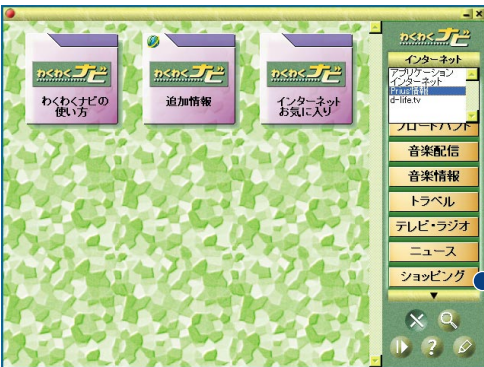 わくわくナビ
わくわくナビの
使い方
わくわくナビ
追加情報
わくわくナビ
インターネット
お気に入り
わくわくナビ
インターネット
アプリケーション
インターネット
Prius情報
d-life.tv
ブロードバンド
音楽配信
音楽情報
トラベル
テレビ・ラジオ
ニュース
ショッピング
?